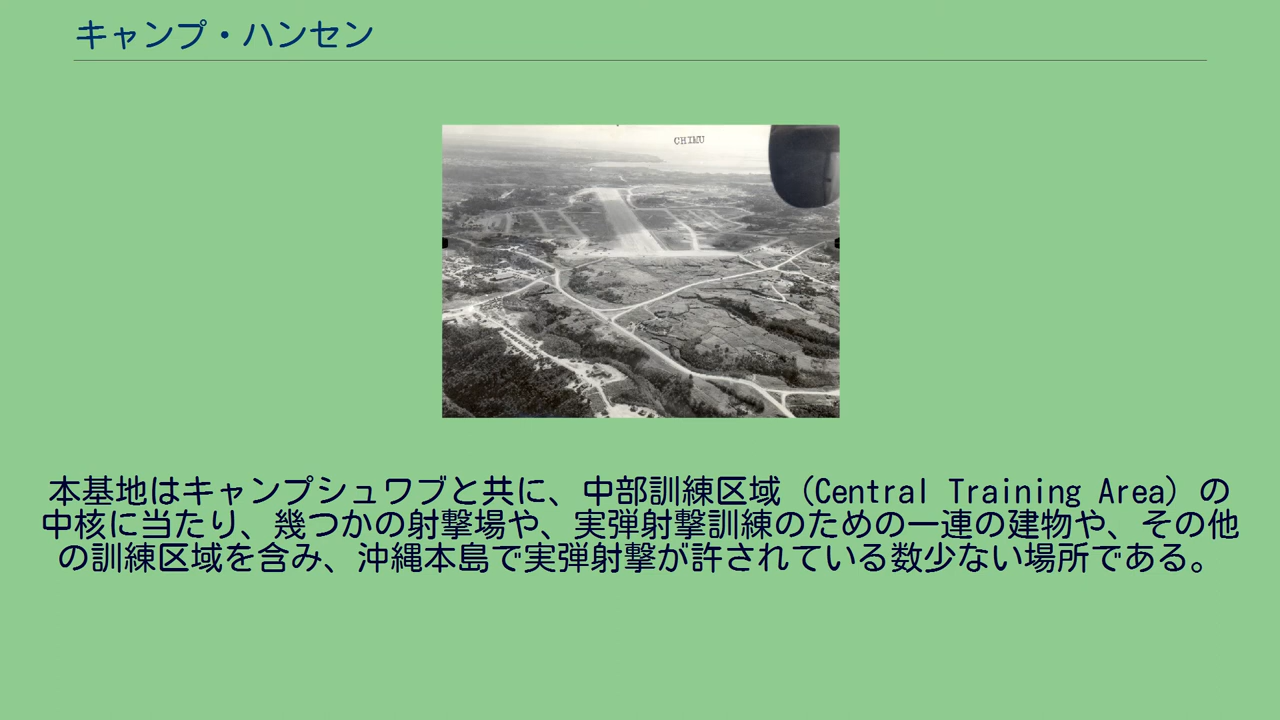 キャンプ・ハンセン
CHIMU
本基地はキャンプシュワブと共に、中部訓練区域 (Central Training Area) の
中核に当たり、幾つかの射撃場や、実弾射撃訓練のための一連の建物や、その他
の訓練区域を含み、沖縄本島で実弾射撃が許されている数少ない場所である。